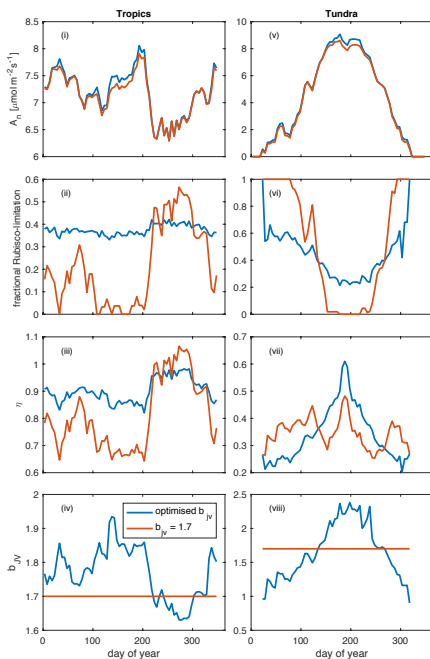 Tropics
Tundra
(i)
(v)
A_n [μmol m⁻² s⁻¹]
8
7.5
7
6.5
6
10
8
6
4
2
0
(ii)
(vi)
fractional Rubisco-limitation
0.6
0.5
0.4
0.3
0.2
0.1
0
1
0.8
0.6
0.4
0.2
0
(iii)
(vii)
η
1.1
1
0.9
0.8
0.7
0.6
0.8
0.7
0.6
0.5
0.4
0.3
0.2
(iv)
(viii)
optimised b_jv
b_jv = 1.7
b_JV
2
1.9
1.8
1.7
1.6
2.5
2
1.5
1
0.5
0 100 200 300
0 100 200 300
day of year
day of year